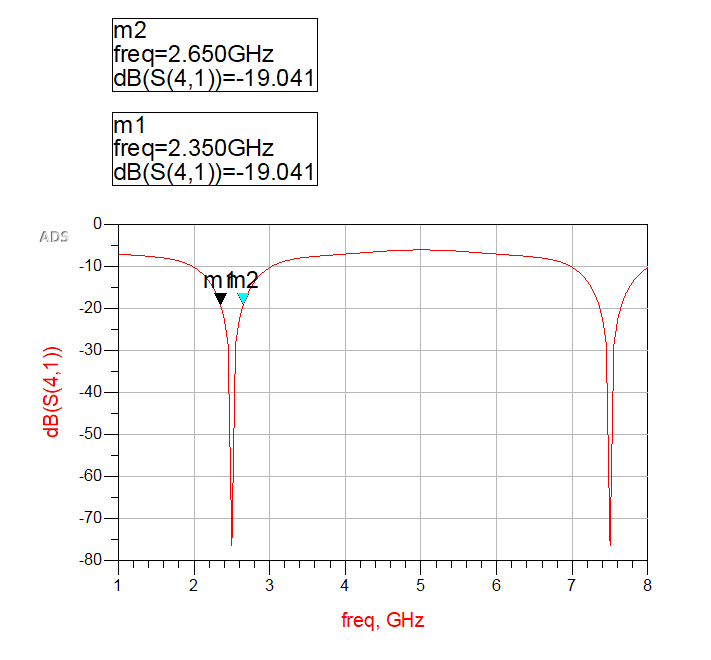 m2
freq=2.650GHz
dB(S(4,1))=-19.041
m1
freq=2.350GHz
dB(S(4,1))=-19.041
ADS
0
-10
-20
-30
-40
-50
-60
-70
-80
dB(S(4,1))
m1 m2
1 2 3 4 5 6 7 8
freq, GHz